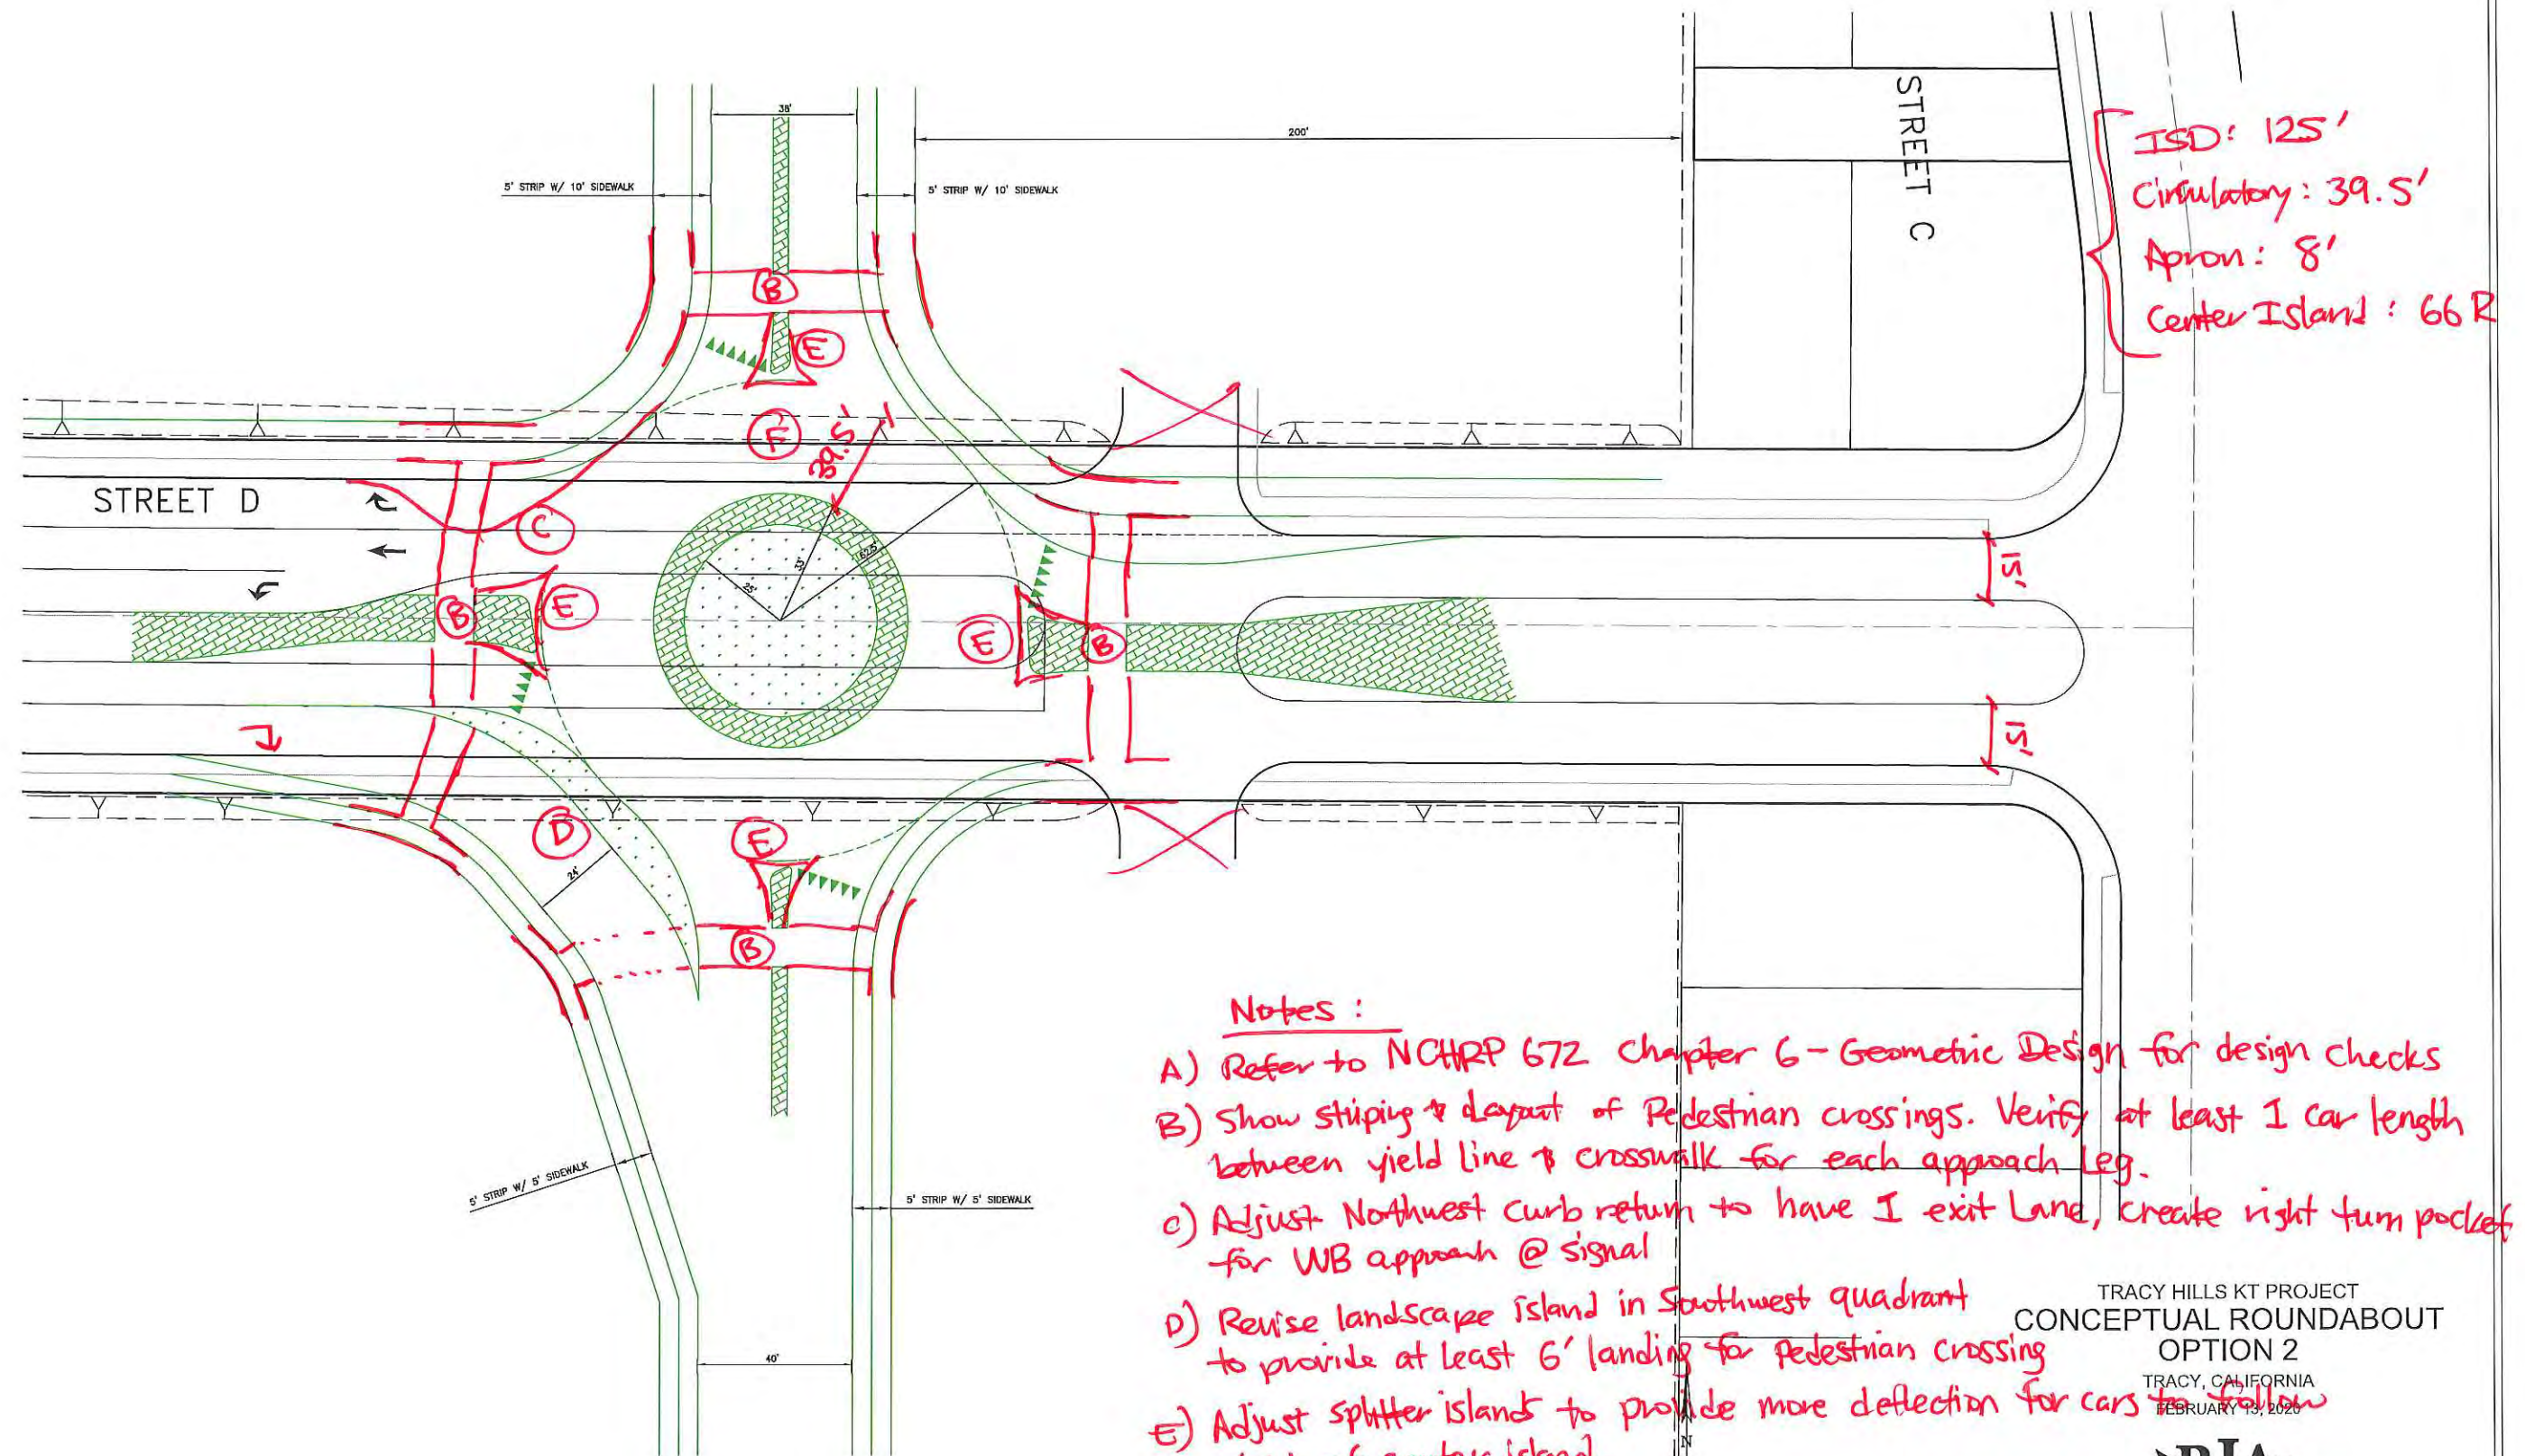 38'
200'
5' STRIP W/ 10' SIDEWALK
5' STRIP W/ 10' SIDEWALK
STREET C
ISD: 125'
Circulatory: 39.5'
Apron: 8'
Center Island: 66 R
B
E
F
39.5'
STREET D
C
62.5'
33'
25'
15'
B
E
E
B
15'
D
E
24'
B
Notes:
A) Refer to NCHRP 672 Chapter 6 - Geometric Design for design checks
B) Show striping & Layout of Pedestrian crossings. Verify at least 1 car length
between yield line & crosswalk for each approach Leg.
C) Adjust Northwest curb return to have 1 exit Lane, create right turn pocket
for WB approach @ signal
D) Revise landscape island in Southwest quadrant
to provide at least 6' landing for Pedestrian crossing
E) Adjust splitter islands to provide more deflection for cars to follow
5' STRIP W/ 5' SIDEWALK
5' STRIP W/ 5' SIDEWALK
40'
TRACY HILLS KT PROJECT
CONCEPTUAL ROUNDABOUT
OPTION 2
TRACY, CALIFORNIA
FEBRUARY 13, 2020
N